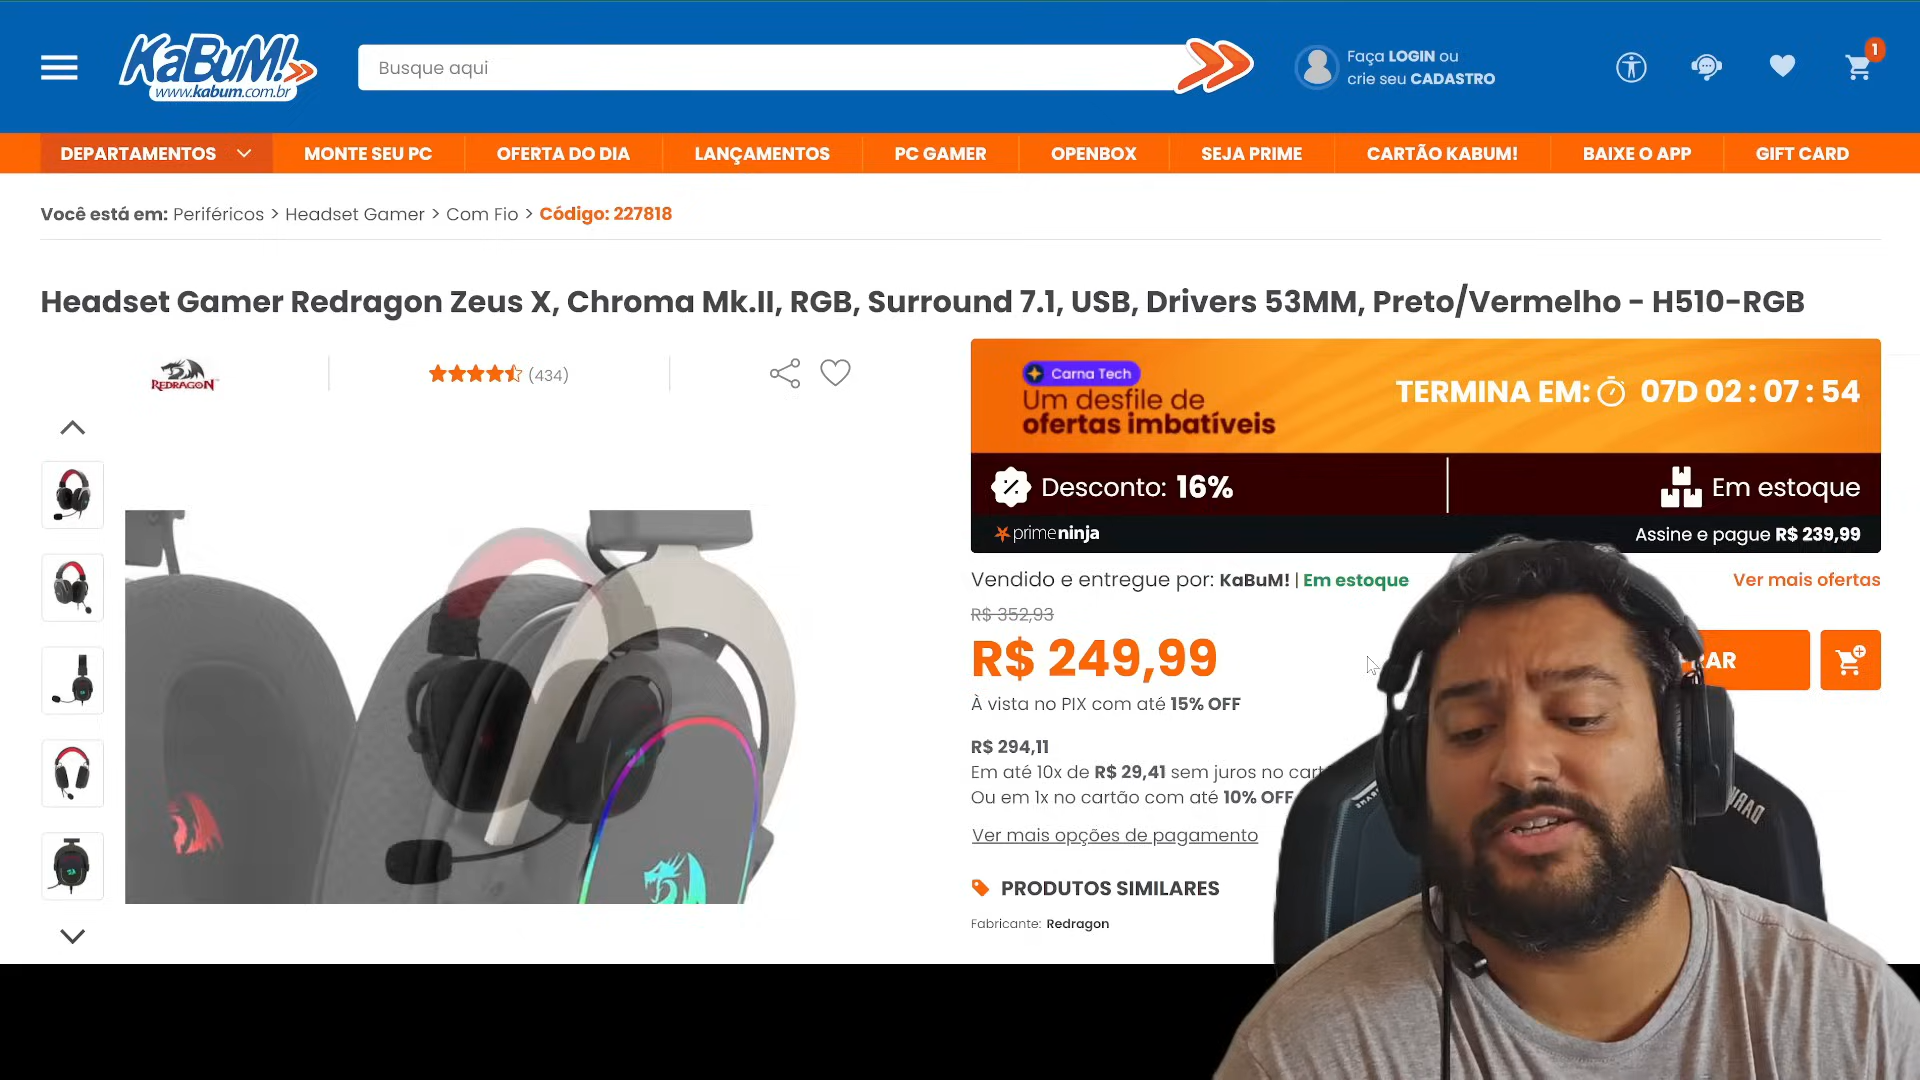 KaBuM!
www.kabum.com.br
Busque aqui
Faça LOGIN ou
crie seu CADASTRO
1
DEPARTAMENTOS
MONTE SEU PC
OFERTA DO DIA
LANÇAMENTOS
PC GAMER
OPENBOX
SEJA PRIME
CARTÃO KABUM!
BAIXE O APP
GIFT CARD
Você está em: Periféricos > Headset Gamer > Com Fio > Código: 227818
Headset Gamer Redragon Zeus X, Chroma Mk.II, RGB, Surround 7.1, USB, Drivers 53MM, Preto/Vermelho - H510-RGB
REDRAGON
(434)
Carna Tech
Um desfile de
ofertas imbatíveis
TERMINA EM: 07D 02 : 07 : 54
Desconto: 16%
Em estoque
prime ninja
Assine e pague R$ 239,99
Vendido e entregue por: KaBuM! | Em estoque
Ver mais ofertas
R$ 352,93
R$ 249,99
RAR
À vista no PIX com até 15% OFF
R$ 294,11
Em até 10x de R$ 29,41 sem juros no cart
Ou em 1x no cartão com até 10% OFF
Ver mais opções de pagamento
PRODUTOS SIMILARES
Fabricante: Redragon